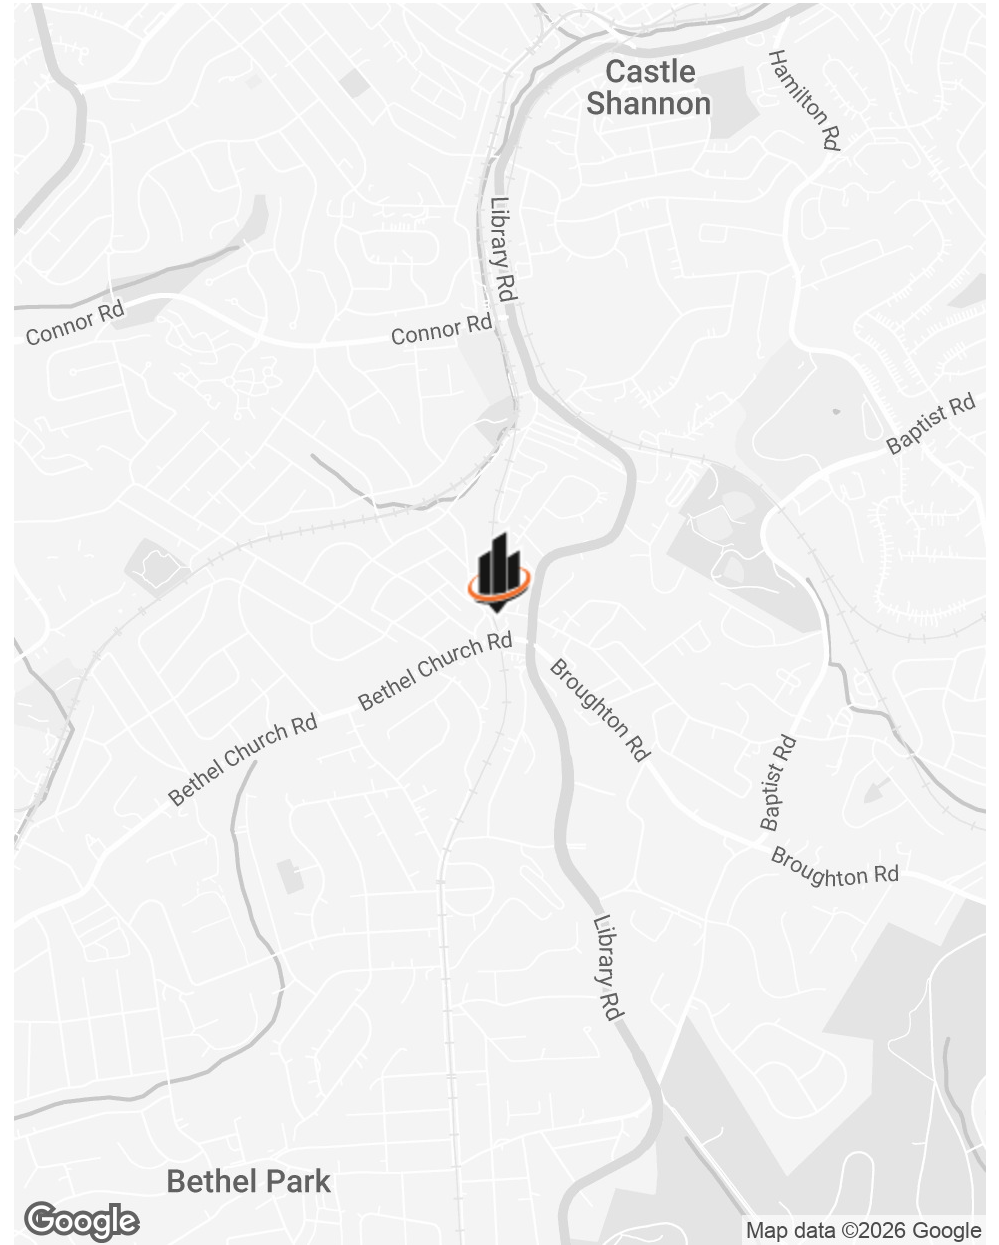 Castle
Shannon
Hamilton Rd
Library Rd
Connor Rd
Connor Rd
Baptist Rd
Bethel Church Rd
Broughton Rd
Bethel Church Rd
Baptist Rd
Broughton Rd
Library Rd
Bethel Park
Google
Map data ©2026 Google